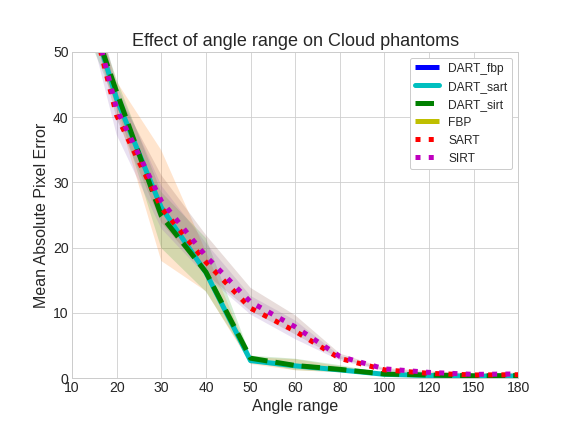 Effect of angle range on Cloud phantoms
Mean Absolute Pixel Error
50
40
30
20
10
0
DART_fbp
DART_sart
DART_sirt
FBP
SART
SIRT
10 20 30 40 50 60 80 100 120 150 180
Angle range